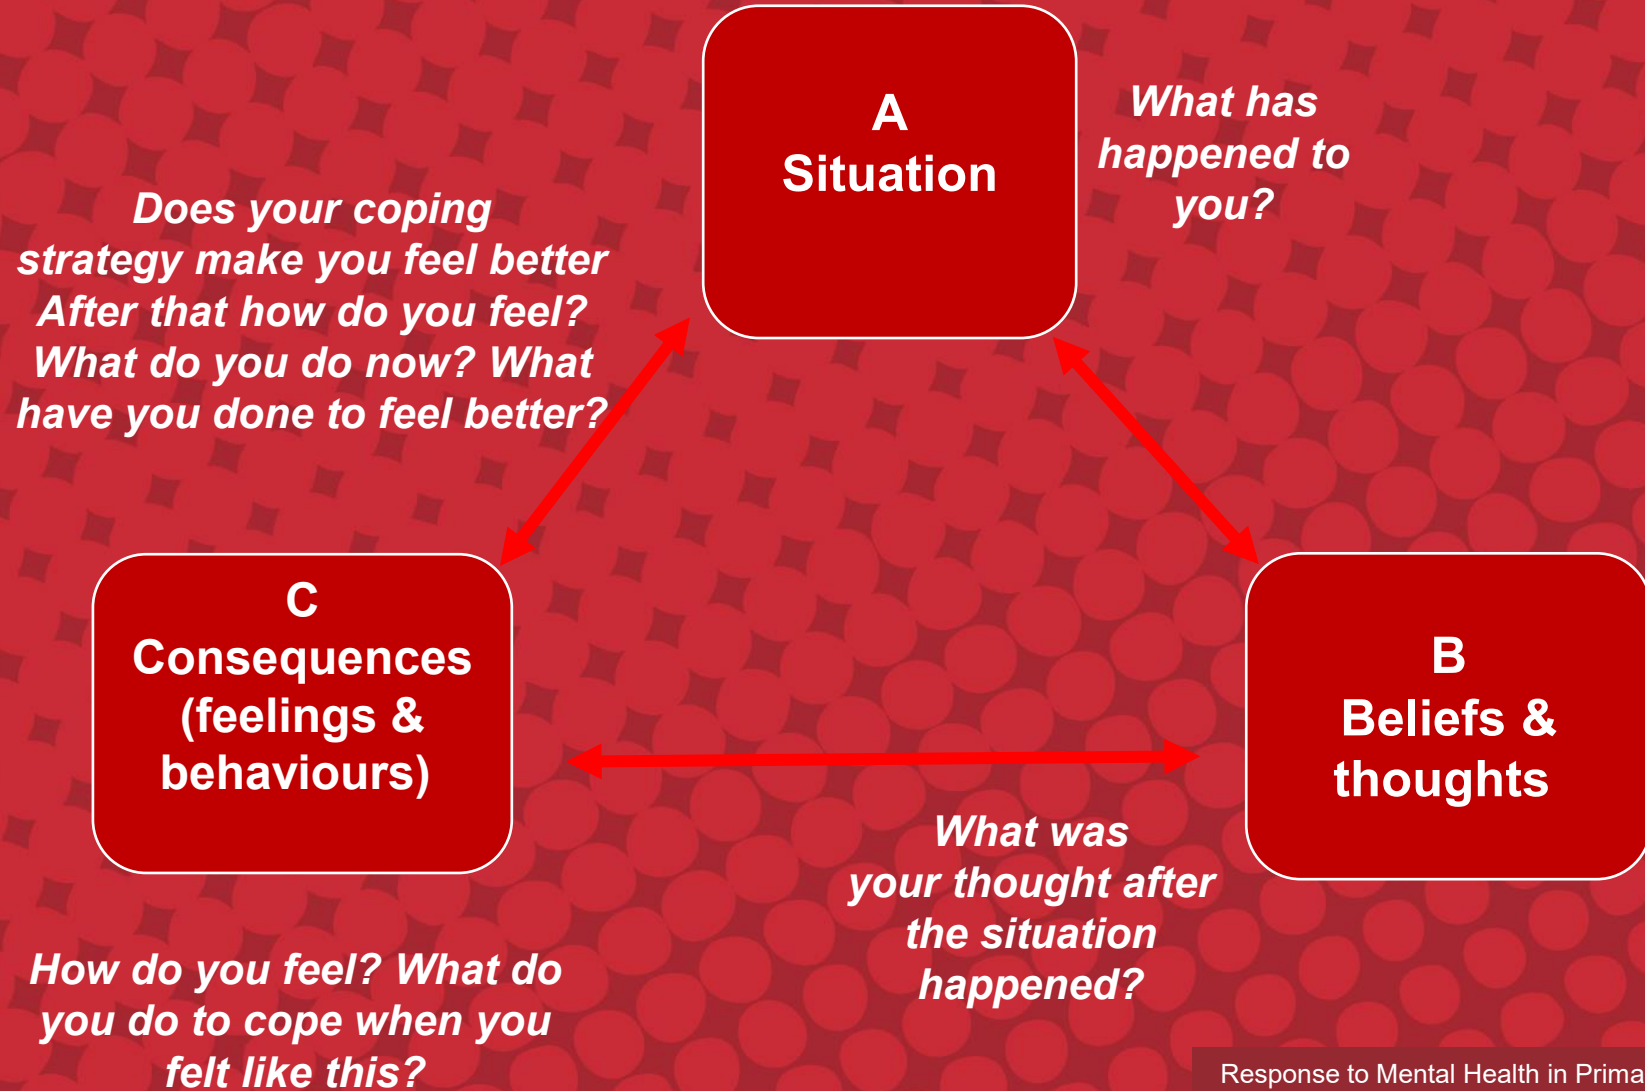 A
Situation
What has
happened to
you?
Does your coping
strategy make you feel better
After that how do you feel?
What do you do now? What
have you done to feel better?
C
Consequences
(feelings &
behaviours)
B
Beliefs &
thoughts
What was
your thought after
the situation
happened?
How do you feel? What do
you do to cope when you
felt like this?
Response to Mental Health in Prima